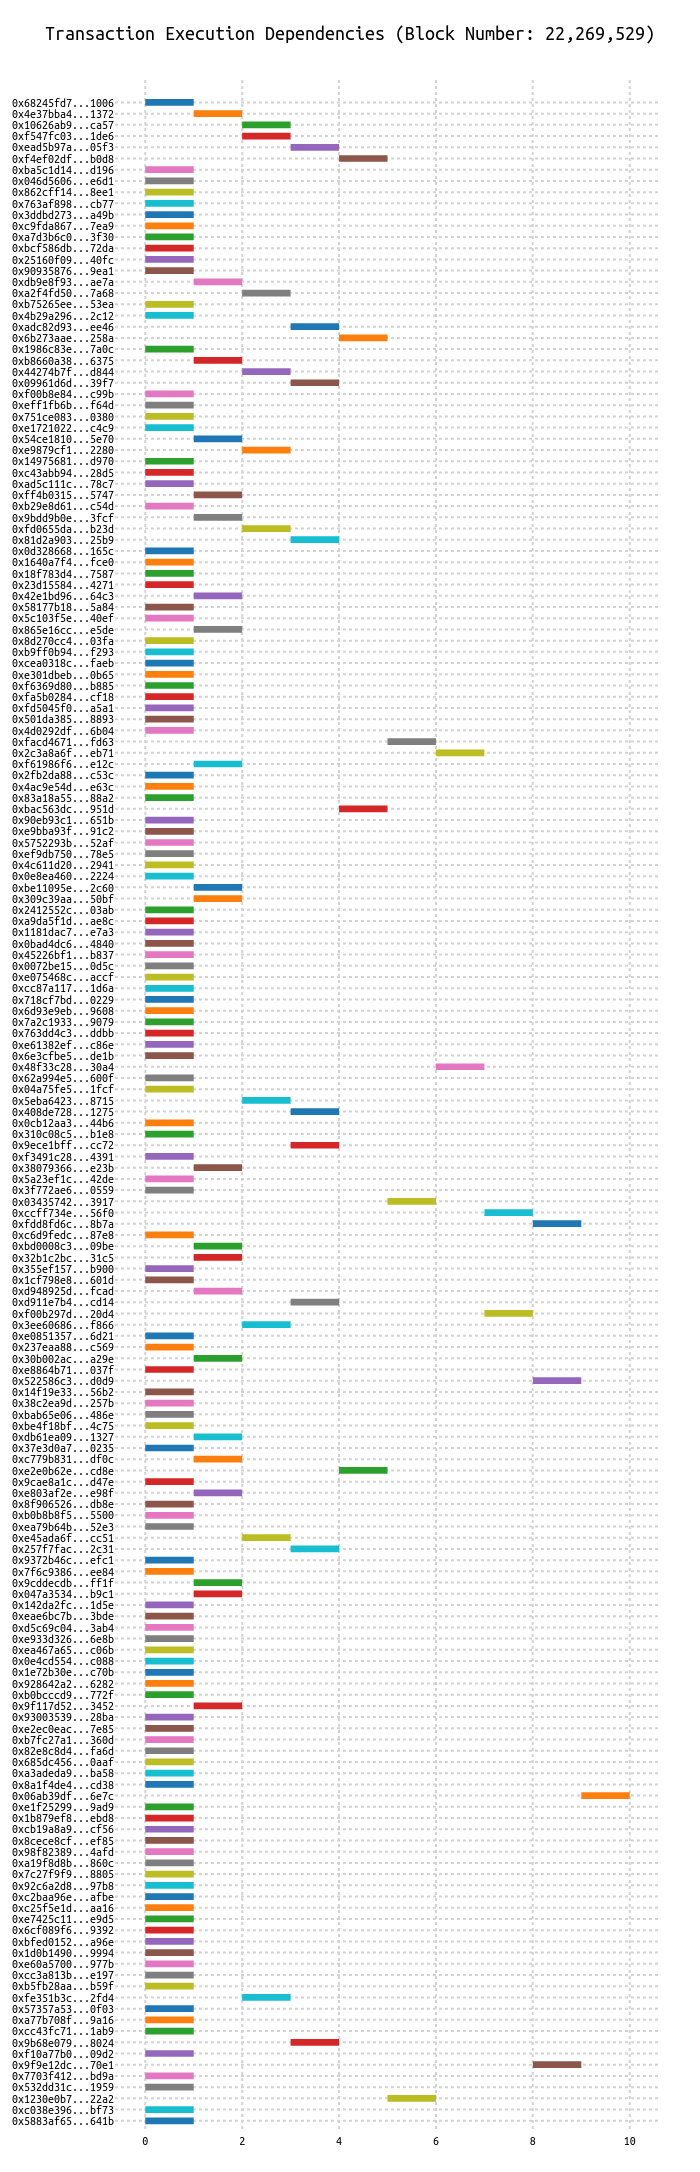 Transaction Execution Dependencies (Block Number: 22,269,529)
0x68245fd7...1006
0x4e37bba4...1372
0x10626ab9...ca57
0xf547fc03...1de6
0xead5b97a...05f3
0xf4ef02df...b0d8
0xba5c1d14...d196
0x046d5606...e6d1
0x862cff14...8ee1
0x763af898...cb77
0x3ddbd273...a49b
0xc9fda867...7ea9
0xa7d3b6c0...3f30
0xbcf586db...72da
0x25160f09...40fc
0x90935876...9ea1
0xdb9e8f93...ae7a
0xa2f4fd50...7a68
0xb75265ee...53ea
0x4b29a296...2c12
0xadc82d93...ee46
0x6b273aae...258a
0x1986c83e...7a0c
0xb8660a38...6375
0x44274b7f...d844
0x09961d6d...39f7
0xf00b8e84...c99b
0xeff1fb6b...f64d
0x751ce083...0380
0xe1721022...c4c9
0x54ce1810...5e70
0xe9879cf1...2280
0x14975681...d970
0xc43abb94...28d5
0xad5c111c...78c7
0xff4b0315...5747
0xb29e8d61...c54d
0x9bdd9b0e...3fcf
0xfd0655da...b23d
0x81d2a903...25b9
0x0d328668...165c
0x1640a7f4...fce0
0x18f783d4...7587
0x23d15584...4271
0x42e1bd96...64c3
0x58177b18...5a84
0x5c103f5e...40ef
0x865e16cc...e5de
0x8d270cc4...03fa
0xb9ff0b94...f293
0xcea0318c...faeb
0xe301dbeb...0b65
0xf6369d80...b885
0xfa5b0284...cf18
0xfd5045f0...a5a1
0x501da385...8893
0x4d0292df...6b04
0xfacd4671...fd63
0x2c3a8a6f...eb71
0xf61986f6...e12c
0x2fb2da88...c53c
0x4ac9e54d...e63c
0x83a18a55...88a2
0xbac563dc...951d
0x90eb93c1...651b
0xe9bba93f...91c2
0x5752293b...52af
0xef9db750...78e5
0x4c611d20...2941
0x0e8ea460...2224
0xbe11095e...2c60
0x309c39aa...50bf
0x2412552c...03ab
0xa9da5f1d...ae8c
0x1181dac7...e7a3
0x0bad4dc6...4840
0x45226bf1...b837
0x0072be15...0d5c
0xe075468c...accf
0xcc87a117...1d6a
0x718cf7bd...0229
0x6d93e9eb...9608
0x7a2c1933...9079
0x763dd4c3...ddbb
0xe61382ef...c86e
0x6e3cfbe5...de1b
0x48f33c28...30a4
0x62a994e5...600f
0x04a75fe5...1fcf
0x5eba6423...8715
0x408de728...1275
0x0cb12aa3...44b6
0x310c08c5...b1e8
0x9ece1bff...cc72
0xf3491c28...4391
0x38079366...e23b
0x5a23ef1c...42de
0x3f772ae6...0559
0x03435742...3917
0xccff734e...56f0
0xfdd8fd6c...8b7a
0xc6d9fedc...87e8
0xbd0008c3...09be
0x32b1c2bc...31c5
0x355ef157...b900
0x1cf798e8...601d
0xd948925d...fcad
0xd911e7b4...cd14
0xf00b297d...20d4
0x3ee60686...f866
0xe0851357...6d21
0x237eaa88...c569
0x30b002ac...a29e
0xe8864b71...037f
0x522586c3...d0d9
0x14f19e33...56b2
0x38c2ea9d...257b
0xbab65e06...486e
0xbe4f18bf...4c75
0xdb61ea09...1327
0x37e3d0a7...0235
0xc779b831...df0c
0xe2e0b62e...cd8e
0x9cae8a1c...d47e
0xe803af2e...e98f
0x8f906526...db8e
0xb0b8b8f5...5500
0xea79b64b...52e3
0xe45ada6f...cc51
0x257f7fac...2c31
0x9372b46c...efc1
0x7f6c9386...ee84
0x9cddecdb...ff1f
0x047a3534...b9c1
0x142da2fc...1d5e
0xeae6bc7b...3bde
0xd5c69c04...3ab4
0xe933d326...6e8b
0xea467a65...c06b
0x0e4cd554...c088
0x1e72b30e...c70b
0x928642a2...6282
0xb0bcccd9...772f
0x9f117d52...3452
0x93003539...28ba
0xe2ec0eac...7e85
0xb7fc27a1...360d
0x82e8c8d4...fa6d
0x685dc456...0aaf
0xa3adeda9...ba58
0x8a1f4de4...cd38
0x06ab39df...6e7c
0xe1f25299...9ad9
0x1b879ef8...ebd8
0xcb19a8a9...cf56
0x8cece8cf...ef85
0x98f82389...4afd
0xa19f8d8b...860c
0x7c27f9f9...8805
0x92c6a2d8...97b8
0xc2baa96e...afbe
0xc25f5e1d...aa16
0xe7425c11...e9d5
0x6cf089f6...9392
0xbfed0152...a96e
0x1d0b1490...9994
0xe60a5700...977b
0xcc3a813b...e197
0xb5fb28aa...b59f
0xfe351b3c...2fd4
0x57357a53...0f03
0xa77b708f...9a16
0xcc43fc71...1ab9
0x9b68e079...8024
0xf10a77b0...09d2
0x9f9e12dc...70e1
0x7703f412...bd9a
0x532dd31c...1959
0x1230e0b7...22a2
0xc038e396...bf73
0x5883af65...641b
0 2 4 6 8 10